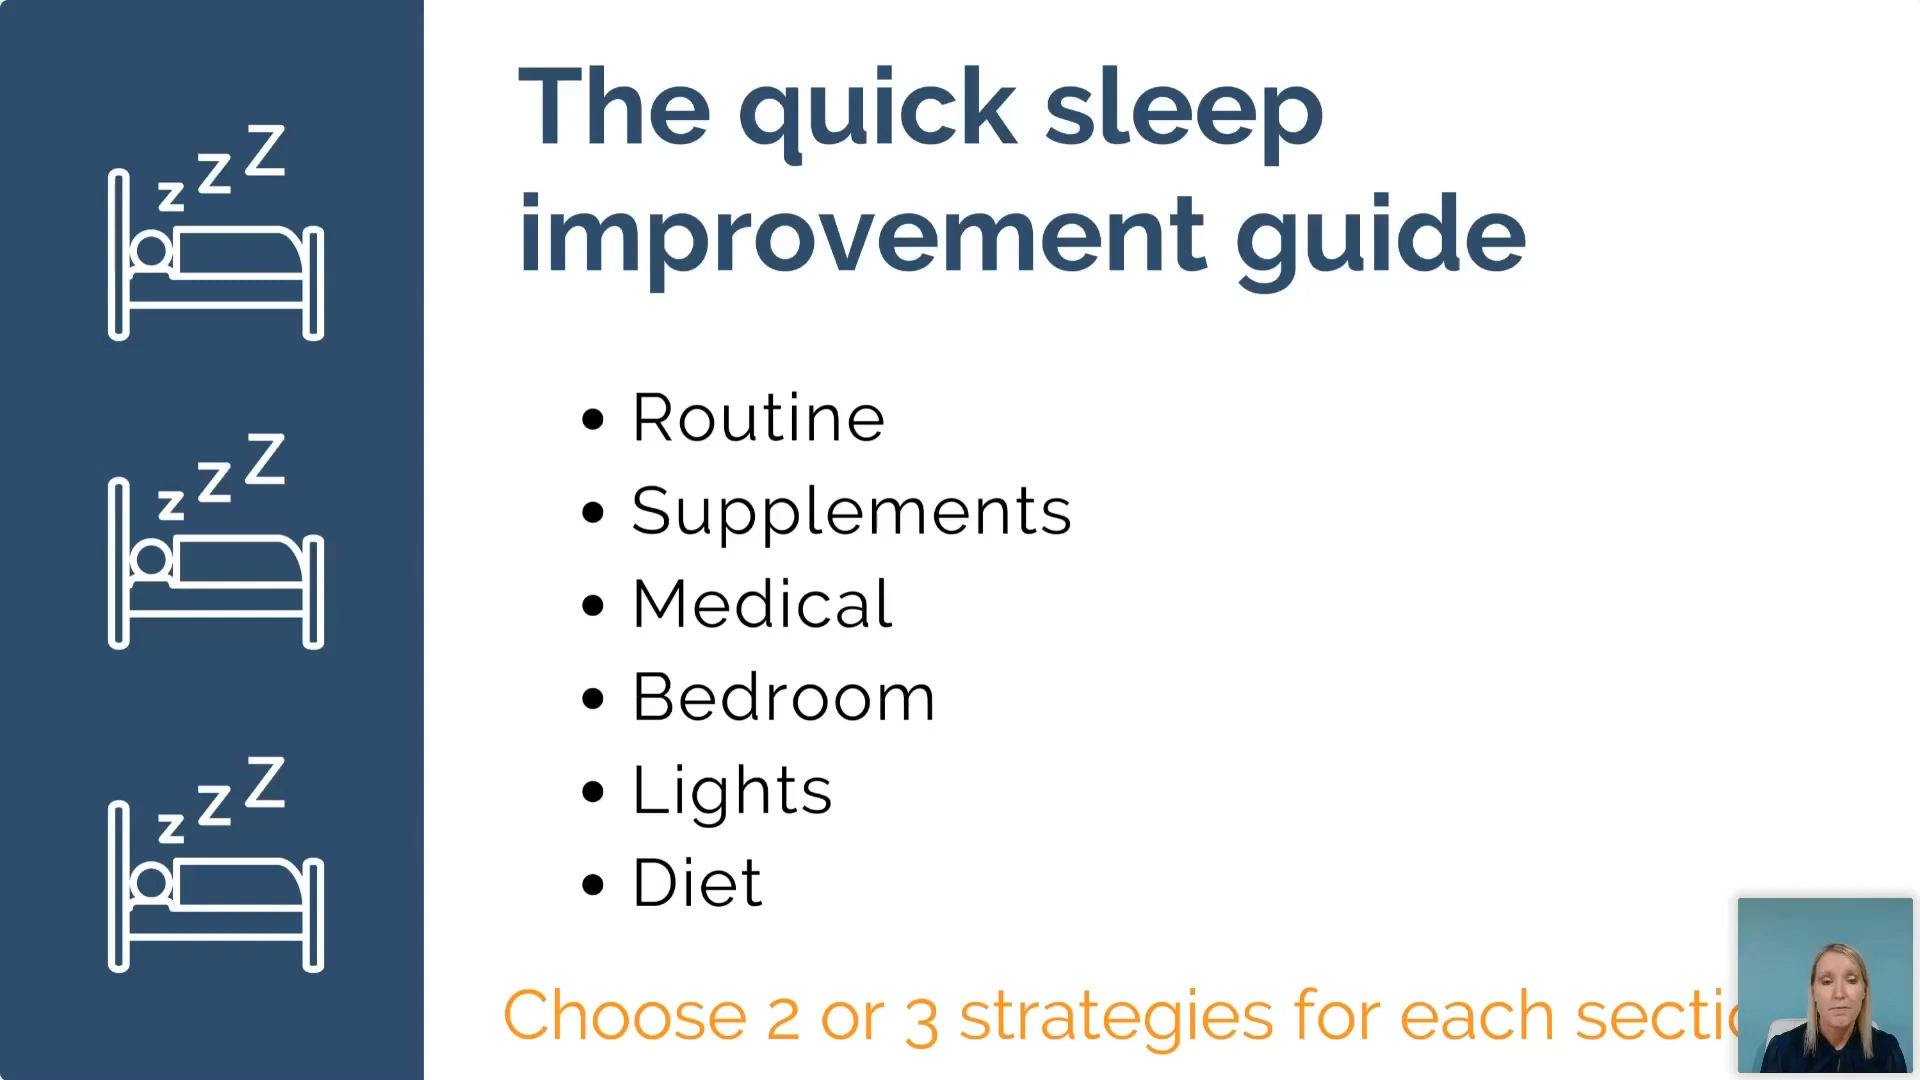 The quick sleep
improvement guide
z z Z
Routine
Supplements
z z Z
Medical
Bedroom
Lights
z z Z
Diet
Choose 2 or 3 strategies for each